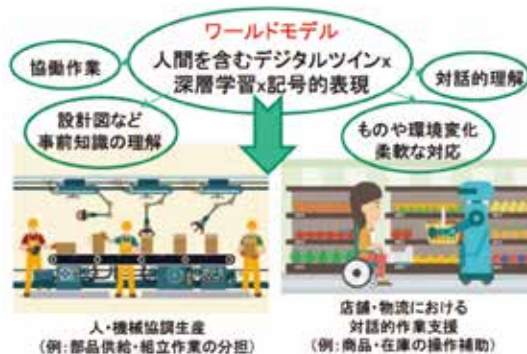 ワールドモデル
人間を含むデジタルツインx
深層学習x記号的表現
協働作業
対話的理解
設計図など
事前知識の理解
ものや環境変化
柔軟な対応
人・機械協調生産
(例:部品供給・組立作業の分担)
店舗・物流における
対話的作業支援
(例:商品・在庫の操作補助)